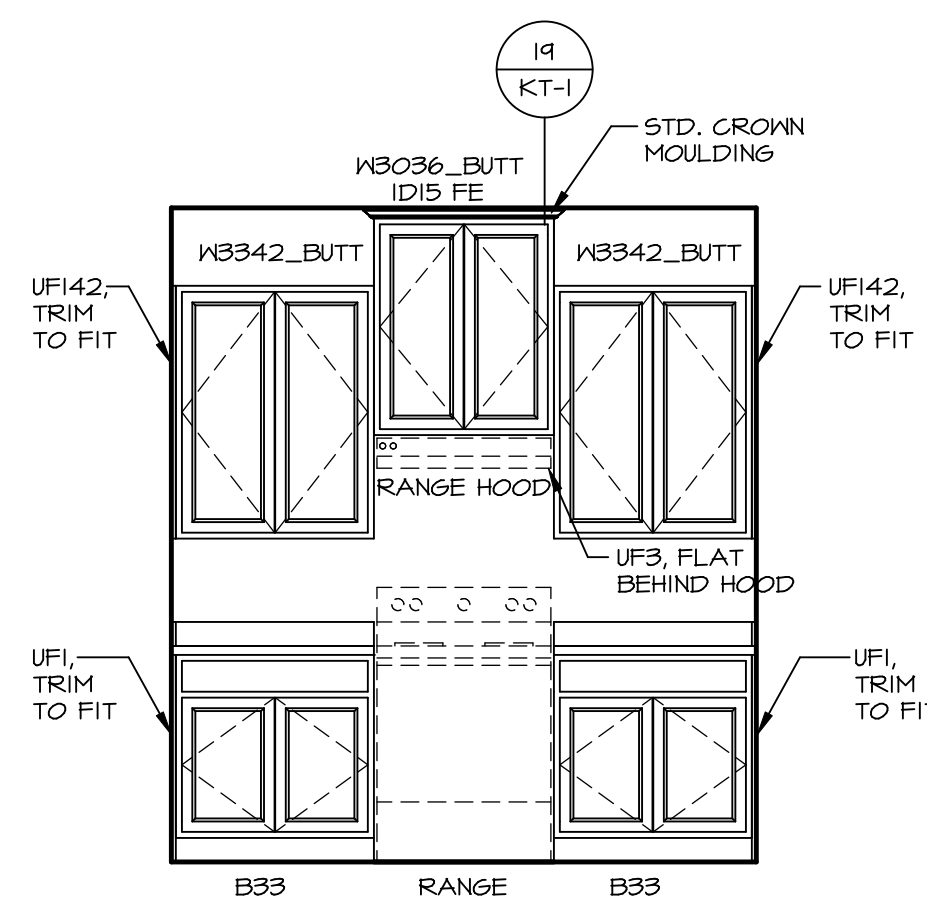 19
KT-1
STD. CROWN
MOULDING
W3036_BUTT
1D15 FE
W3342_BUTT
W3342_BUTT
UF142,
TRIM
TO FIT
UF142,
TRIM
TO FIT
RANGE HOOD
UF3, FLAT
BEHIND HOOD
UF1,
TRIM
TO FIT
UF1,
TRIM
TO FI
B33
RANGE
B33